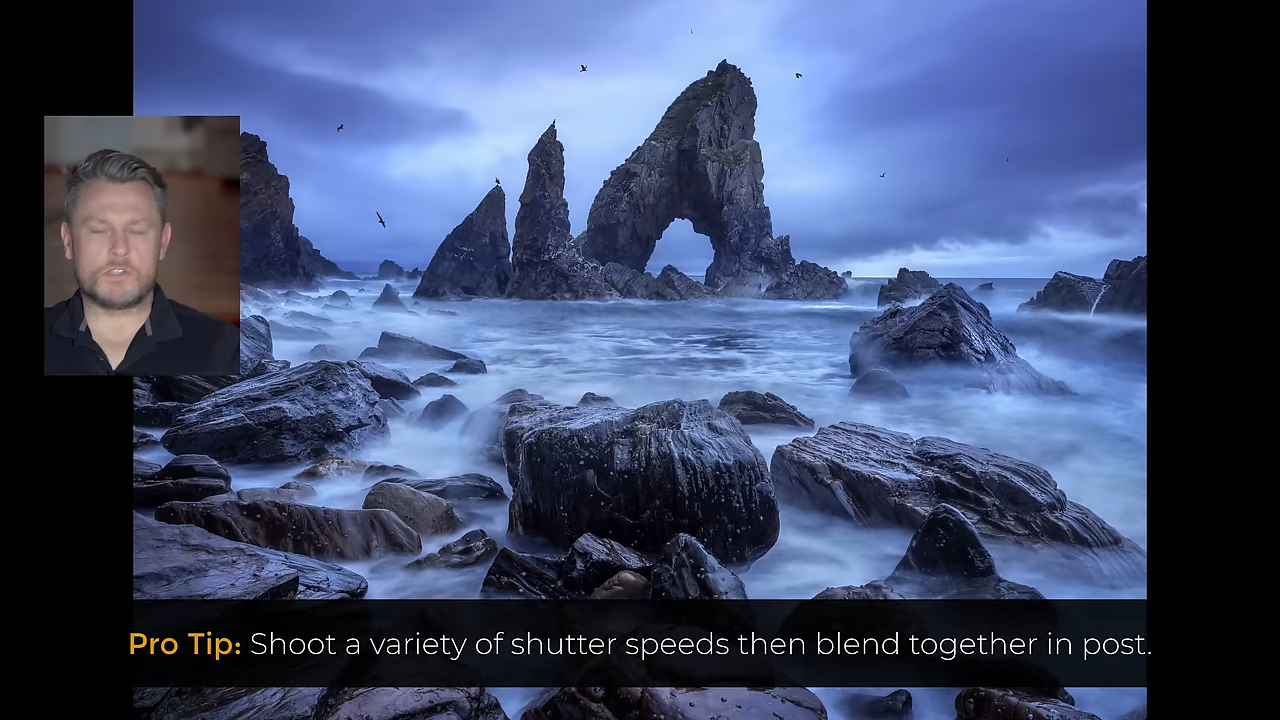 Pro Tip: Shoot a variety of shutter speeds then blend together in post.